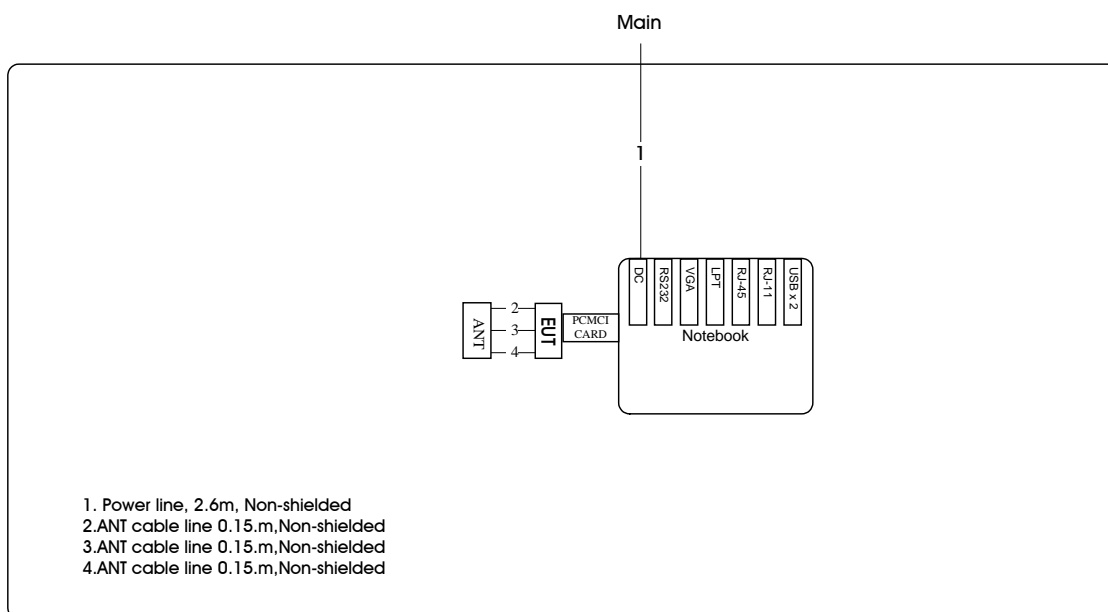 Main
1
DC
RS232
VGA
LPT
RJ-45
RJ-11
USB x 2
Notebook
PCMCI
CARD
EUT
2
3
4
ANT
1. Power line, 2.6m, Non-shielded
2.ANT cable line 0.15.m,Non-shielded
3.ANT cable line 0.15.m,Non-shielded
4.ANT cable line 0.15.m,Non-shielded